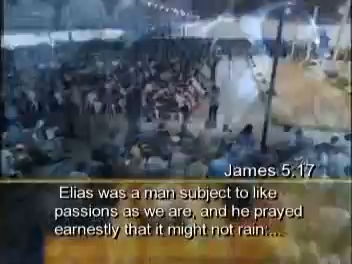 James 5:17
Elias was a man subject to like
passions as we are, and he prayed
earnestly that it might not rain:...